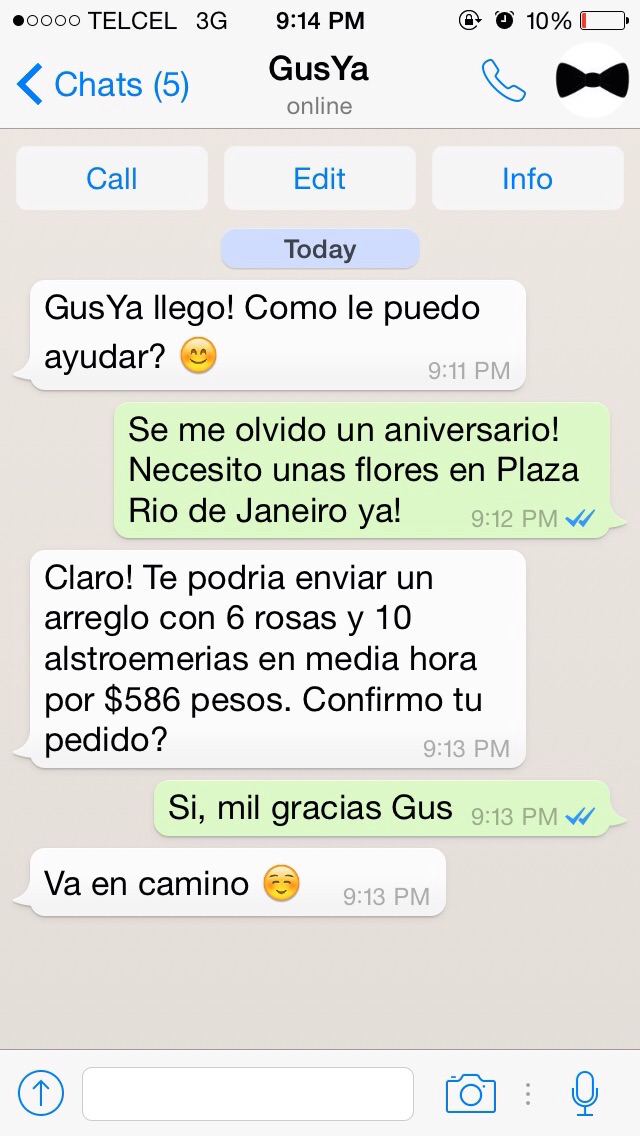 TELCEL 3G 9:14 PM 10%
Chats (5) GusYa
online
Call Edit Info
Today
GusYa llego! Como le puedo
ayudar? 😊 9:11 PM
Se me olvido un aniversario!
Necesito unas flores en Plaza
Rio de Janeiro ya! 9:12 PM
Claro! Te podria enviar un
arreglo con 6 rosas y 10
alstroemerias en media hora
por $586 pesos. Confirmo tu
pedido? 9:13 PM
Si, mil gracias Gus 9:13 PM
Va en camino ☺️ 9:13 PM